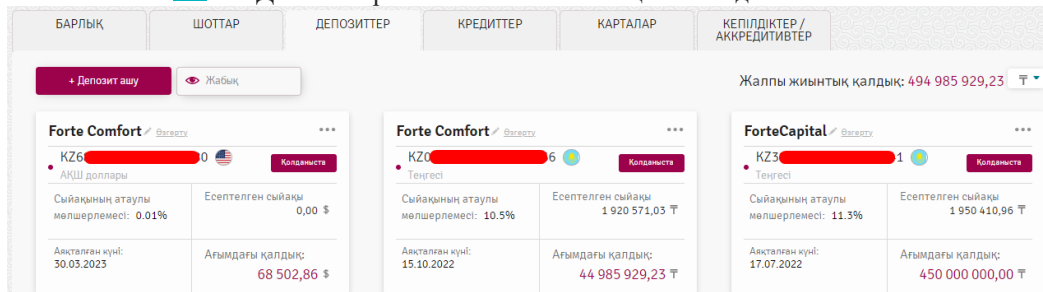 БАРЛЫҚ ШОТТАР ДЕПОЗИТТЕР КРЕДИТТЕР КАРТАЛАР КЕПІЛДІКТЕР / АККРЕДИТИВТЕР
+ Депозит ашу Жабық Жалпы жиынтық қалдық: 494 985 929,23 ₸
Forte Comfort Өзгерту
KZ6 0 Қолданыста
АҚШ доллары
Сыйақының атаулы мөлшерлемесі: 0.01%
Есептелген сыйақы
0,00 $
Аяқталған күні:
30.03.2023
Ағымдағы қалдық:
68 502,86 $
Forte Comfort Өзгерту
KZ0 6 Қолданыста
Теңгесі
Сыйақының атаулы мөлшерлемесі: 10.5%
Есептелген сыйақы
1 920 571,03 ₸
Аяқталған күні:
15.10.2022
Ағымдағы қалдық:
44 985 929,23 ₸
ForteCapital Өзгерту
KZ3 1 Қолданыста
Теңгесі
Сыйақының атаулы мөлшерлемесі: 11.3%
Есептелген сыйақы
1 950 410,96 ₸
Аяқталған күні:
17.07.2022
Ағымдағы қалдық:
450 000 000,00 ₸